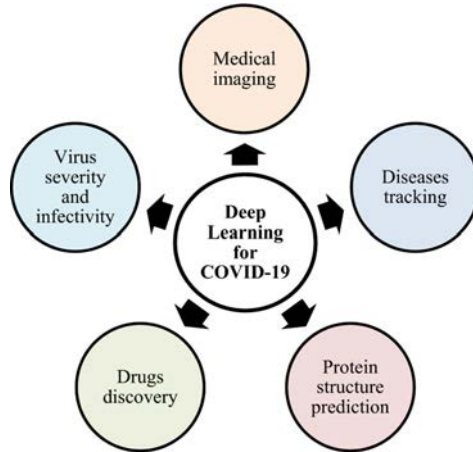 Medical
imaging
Virus
severity and
infectivity
Diseases
tracking
Deep
Learning
for
COVID-19
Drugs
discovery
Protein
structure
prediction